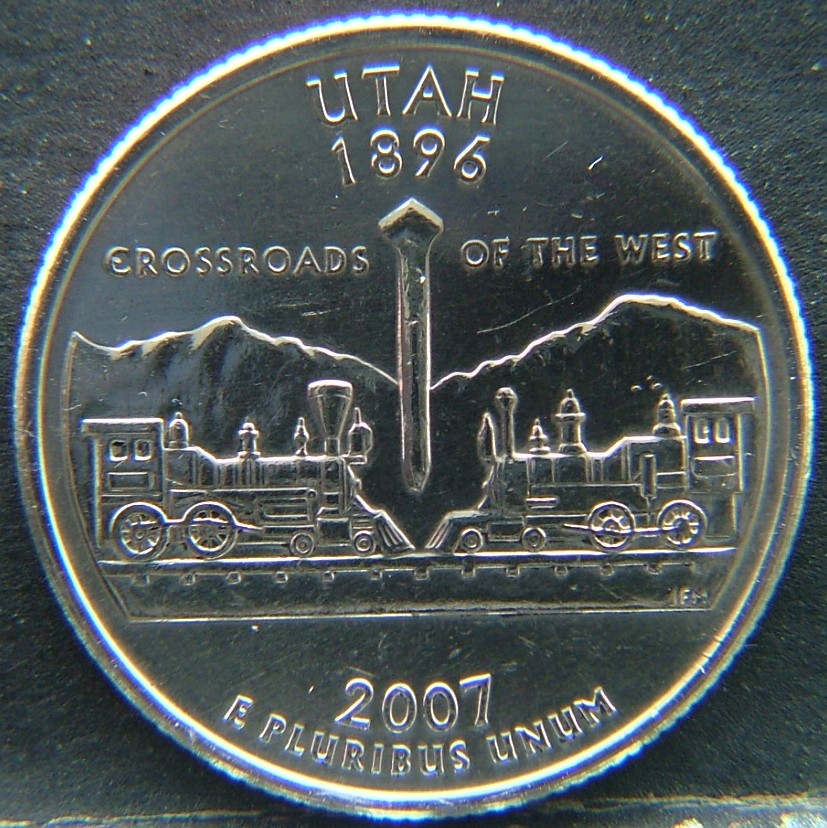 UTAH
1896
CROSSROADS OF THE WEST
JFM
2007
E PLURIBUS UNUM